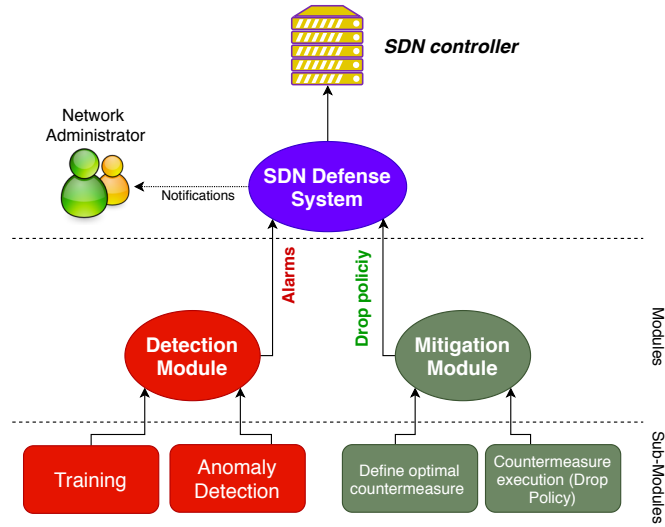 SDN controller
Network
Administrator
SDN Defense
System
Notifications
Alarms
Drop policiy
Modules
Detection
Module
Mitigation
Module
Sub-Modules
Training
Anomaly
Detection
Define optimal
countermeasure
Countermeasure
execution (Drop
Policy)